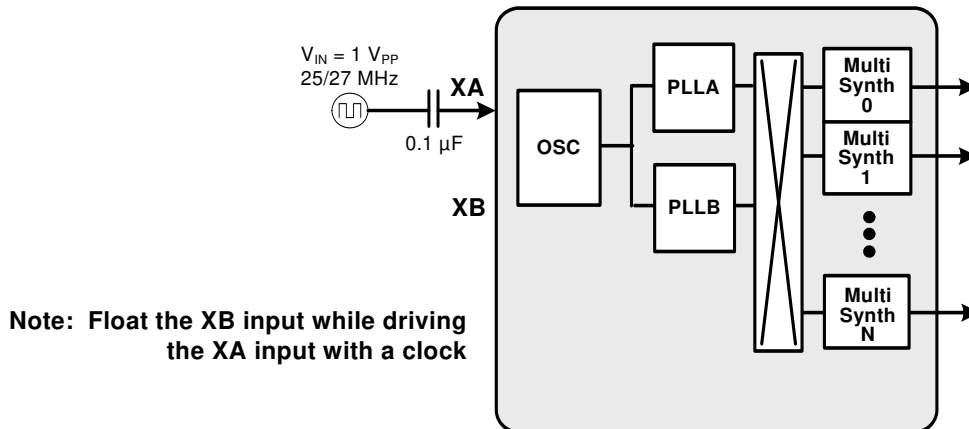 V_IN = 1 V_PP
25/27 MHz
XA
0.1 µF
XB
OSC
PLLA
PLLB
Multi
Synth
0
Multi
Synth
1
Multi
Synth
N
Note: Float the XB input while driving
the XA input with a clock